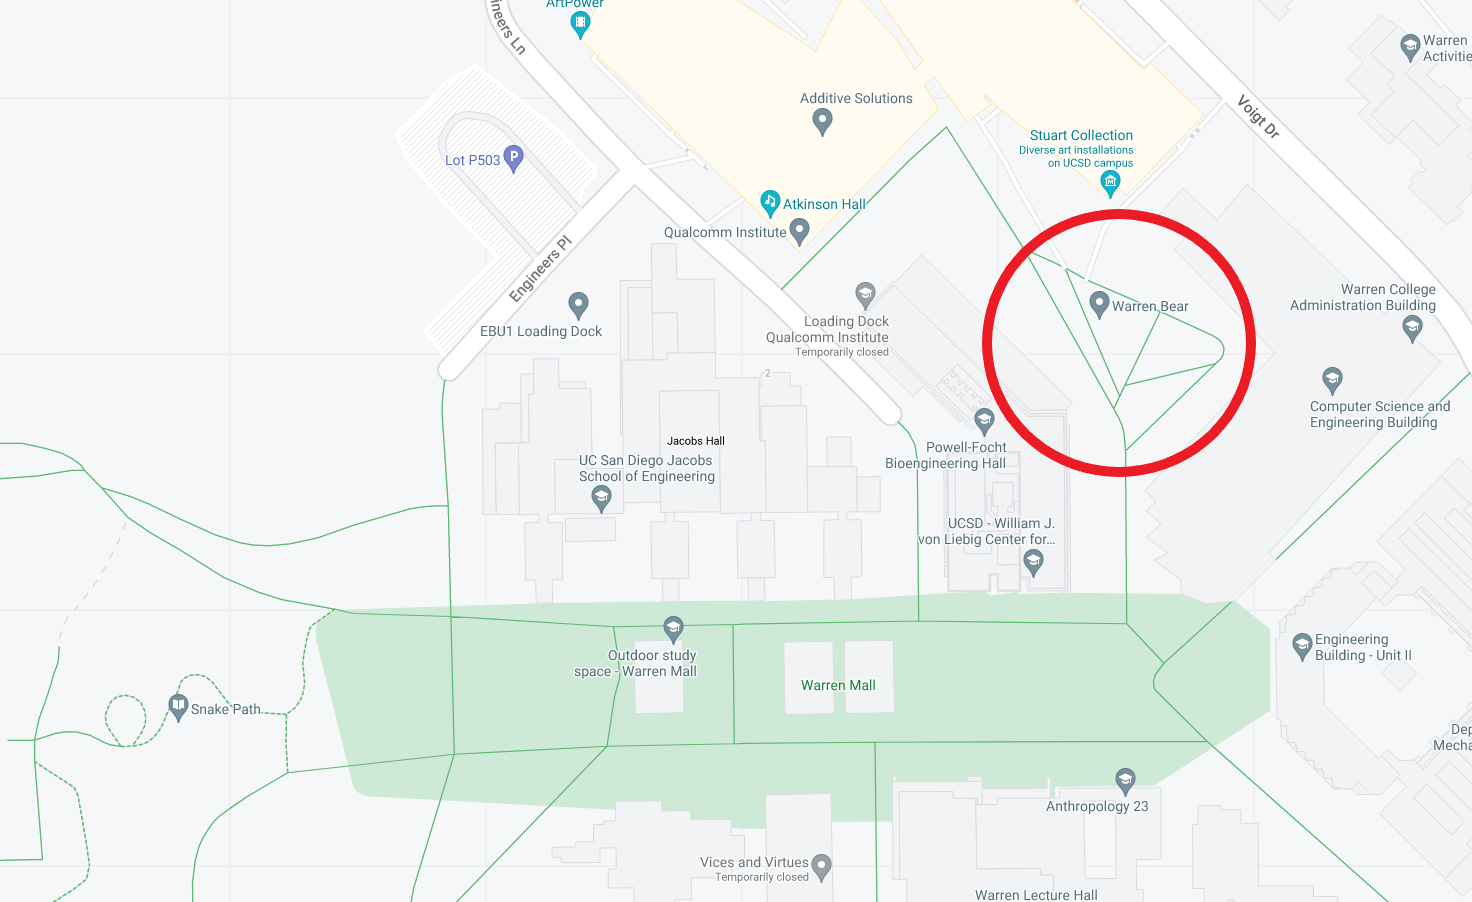 ArtPower
ineers Ln
Warren
Activitie
Additive Solutions
Voigt Dr
Stuart Collection
Diverse art installations
on UCSD campus
Lot P503
P
Atkinson Hall
Qualcomm Institute
Engineers Pl
EBU1 Loading Dock
Loading Dock
Qualcomm Institute
Temporarily closed
Warren Bear
Warren College
Administration Building
2
Computer Science and
Engineering Building
Jacobs Hall
UC San Diego Jacobs
School of Engineering
Powell-Focht
Bioengineering Hall
UCSD - William J.
von Liebig Center for...
Outdoor study
space - Warren Mall
Warren Mall
Engineering
Building - Unit II
Snake Path
Dep
Mecha
Anthropology 23
Vices and Virtues
Temporarily closed
Warren Lecture Hall